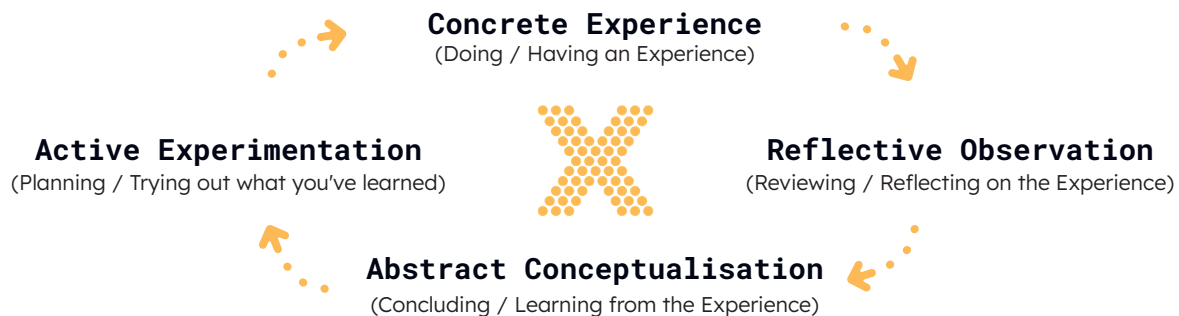 Concrete Experience
(Doing / Having an Experience)
Active Experimentation
(Planning / Trying out what you've learned)
Reflective Observation
(Reviewing / Reflecting on the Experience)
Abstract Conceptualisation
(Concluding / Learning from the Experience)